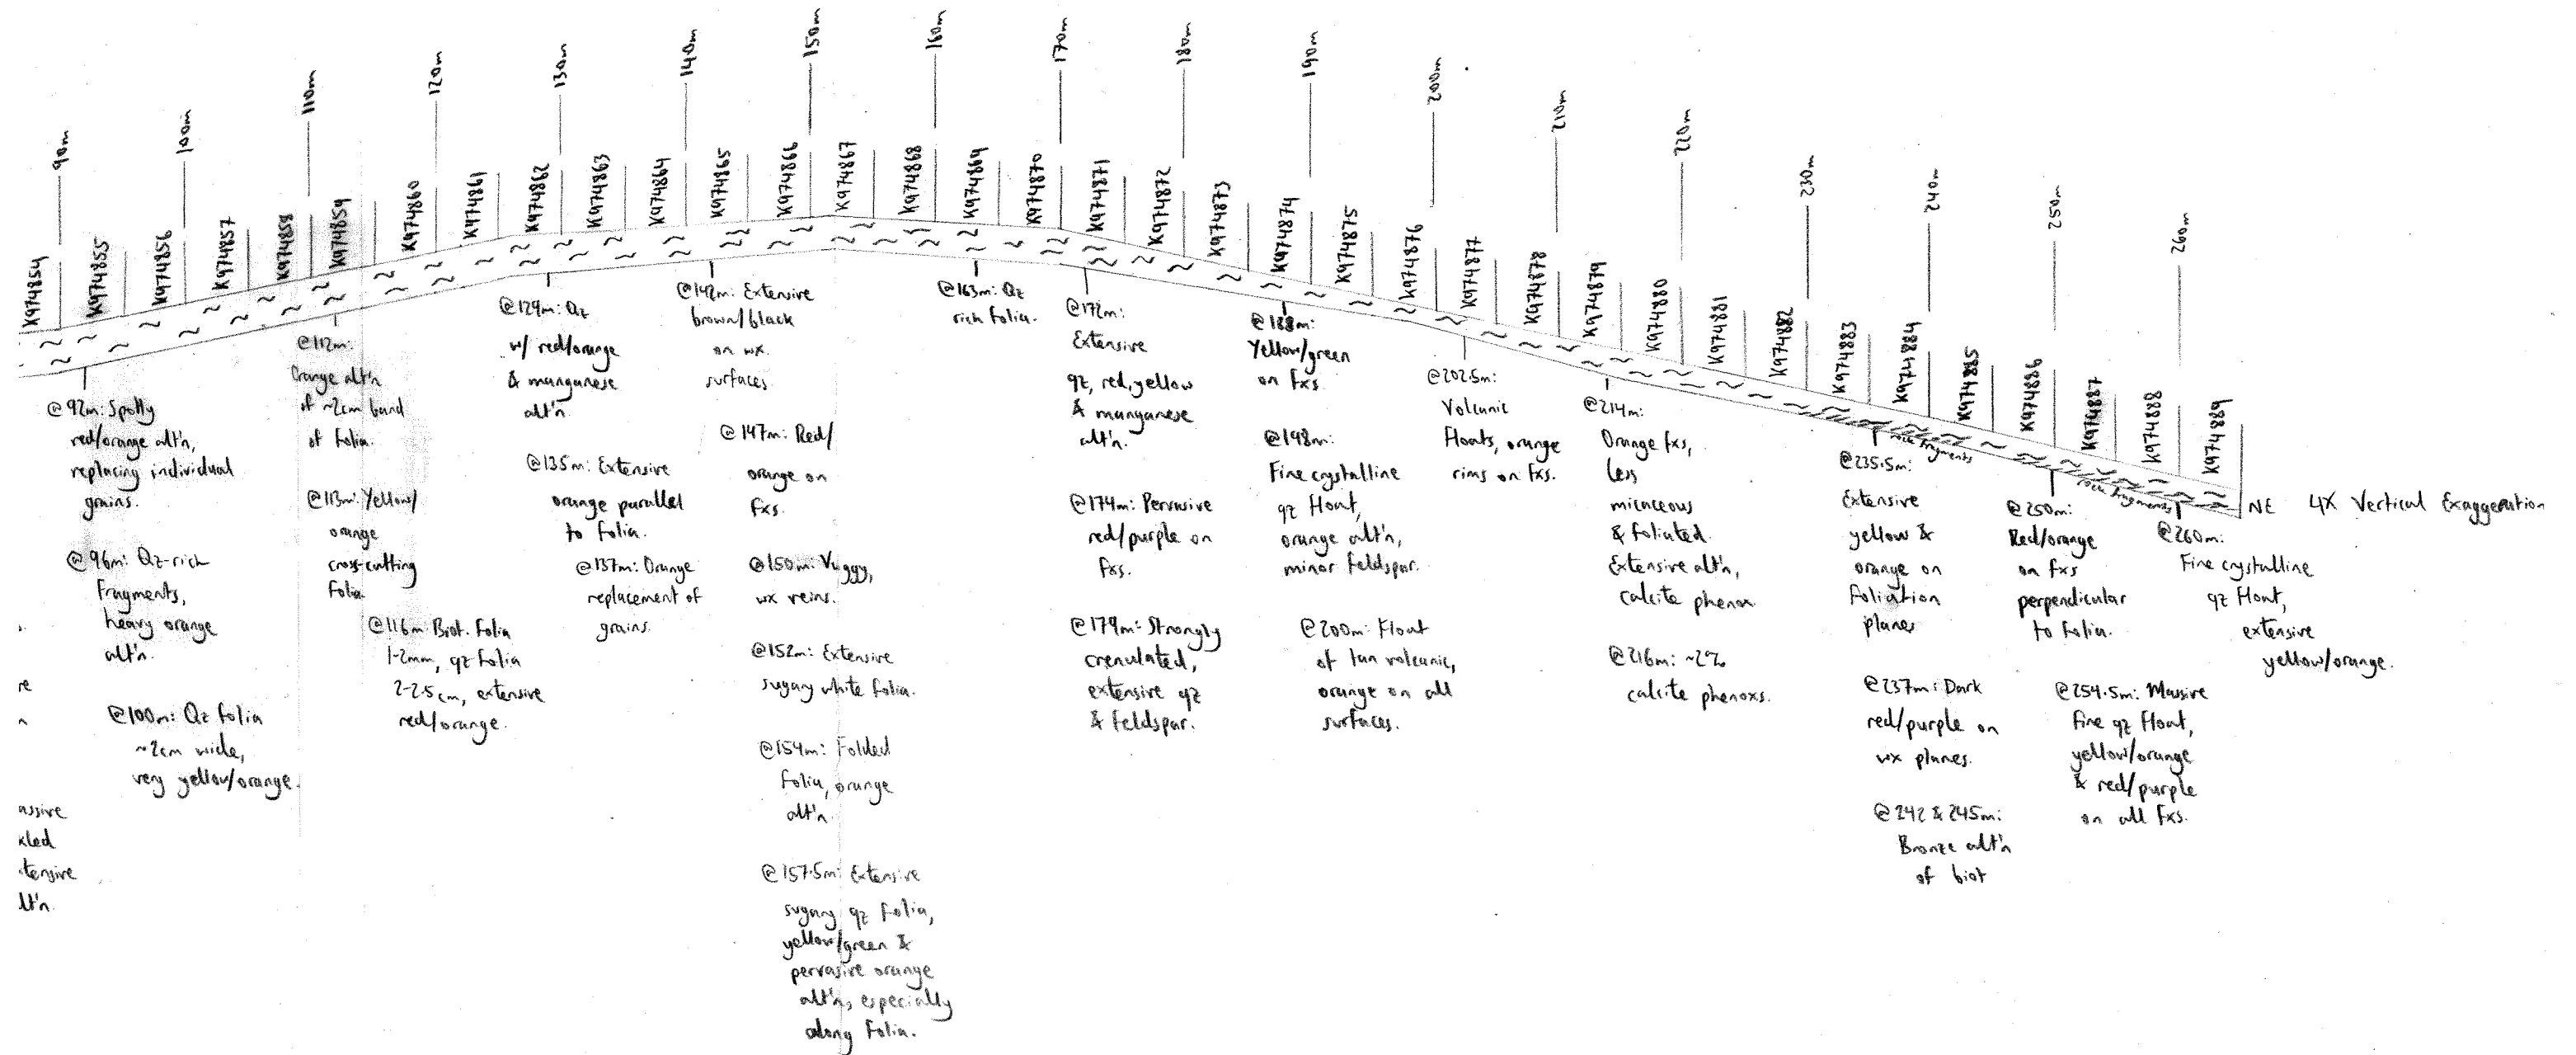 90m
100m
110m
120m
130m
140m
150m
160m
170m
180m
190m
200m
210m
220m
230m
240m
250m
260m
K974854
K974855
K974856
K974857
K974858
K974859
K974860
K974861
K974862
K974863
K974864
K974865
K974866
K974867
K974868
K974869
K974870
K974871
K974872
K974873
K974874
K974875
K974876
K974877
K974878
K974879
K974880
K974881
K974882
K974883
K974884
K974885
K974886
K974887
K974888
K974889
re
n
assive
kled
tensive
lt'n.
@92m: Spotty
red/orange alt'n,
replacing individual
grains.
@96m: Qz-rich
fragments,
heavy orange
alt'n.
@100m: Qz folia
~2cm wide,
very yellow/orange.
@112m:
Orange alt'n
of ~2cm band
of folia.
@113m: Yellow/
orange
cross-cutting
folia.
@116m: Biot. folia
1-2mm, qz folia
2-2.5cm, extensive
red/orange.
@129m: Qz
w/ red/orange
& manganese
alt'n.
@135m: Extensive
orange parallel
to folia.
@137m: Orange
replacement of
grains.
@142m: Extensive
brown/black
on wx.
surfaces.
@147m: Red/
orange on
fxs.
@150m: Vuggy,
wx veins.
@152m: Extensive
sugary white folia.
@154m: Folded
folia, orange
alt'n.
@157.5m: Extensive
sugary qz folia,
yellow/green &
pervasive orange
alt'n, especially
along folia.
@163m: Qz
rich folia.
@172m:
Extensive
qz, red, yellow
& manganese
alt'n.
@174m: Pervasive
red/purple on
fxs.
@179m: Strongly
crenulated,
extensive qz
& feldspar.
@188m:
Yellow/green
on fxs.
@198m:
Fine crystalline
qz float,
orange alt'n,
minor feldspar.
@200m: Float
of tan volcanic,
orange on all
surfaces.
@202.5m:
Volcanic
floats, orange
rims on fxs.
@214m:
Orange fxs,
less
micaceous
& foliated.
Extensive alt'n,
calcite phenox.
@216m: ~2%
calcite phenoxs.
rock fragments
@235.5m:
Extensive
yellow &
orange on
foliation
planes
@237m: Dark
red/purple on
wx planes.
@242 & 245m:
Bronze alt'n
of biot
rock fragments
@250m:
Red/orange
on fxs
perpendicular
to folia.
@254.5m: Massive
fine qz float,
yellow/orange
& red/purple
on all fxs.
@260m:
Fine crystalline
qz float,
extensive
yellow/orange.
NE 4X Vertical Exaggeration